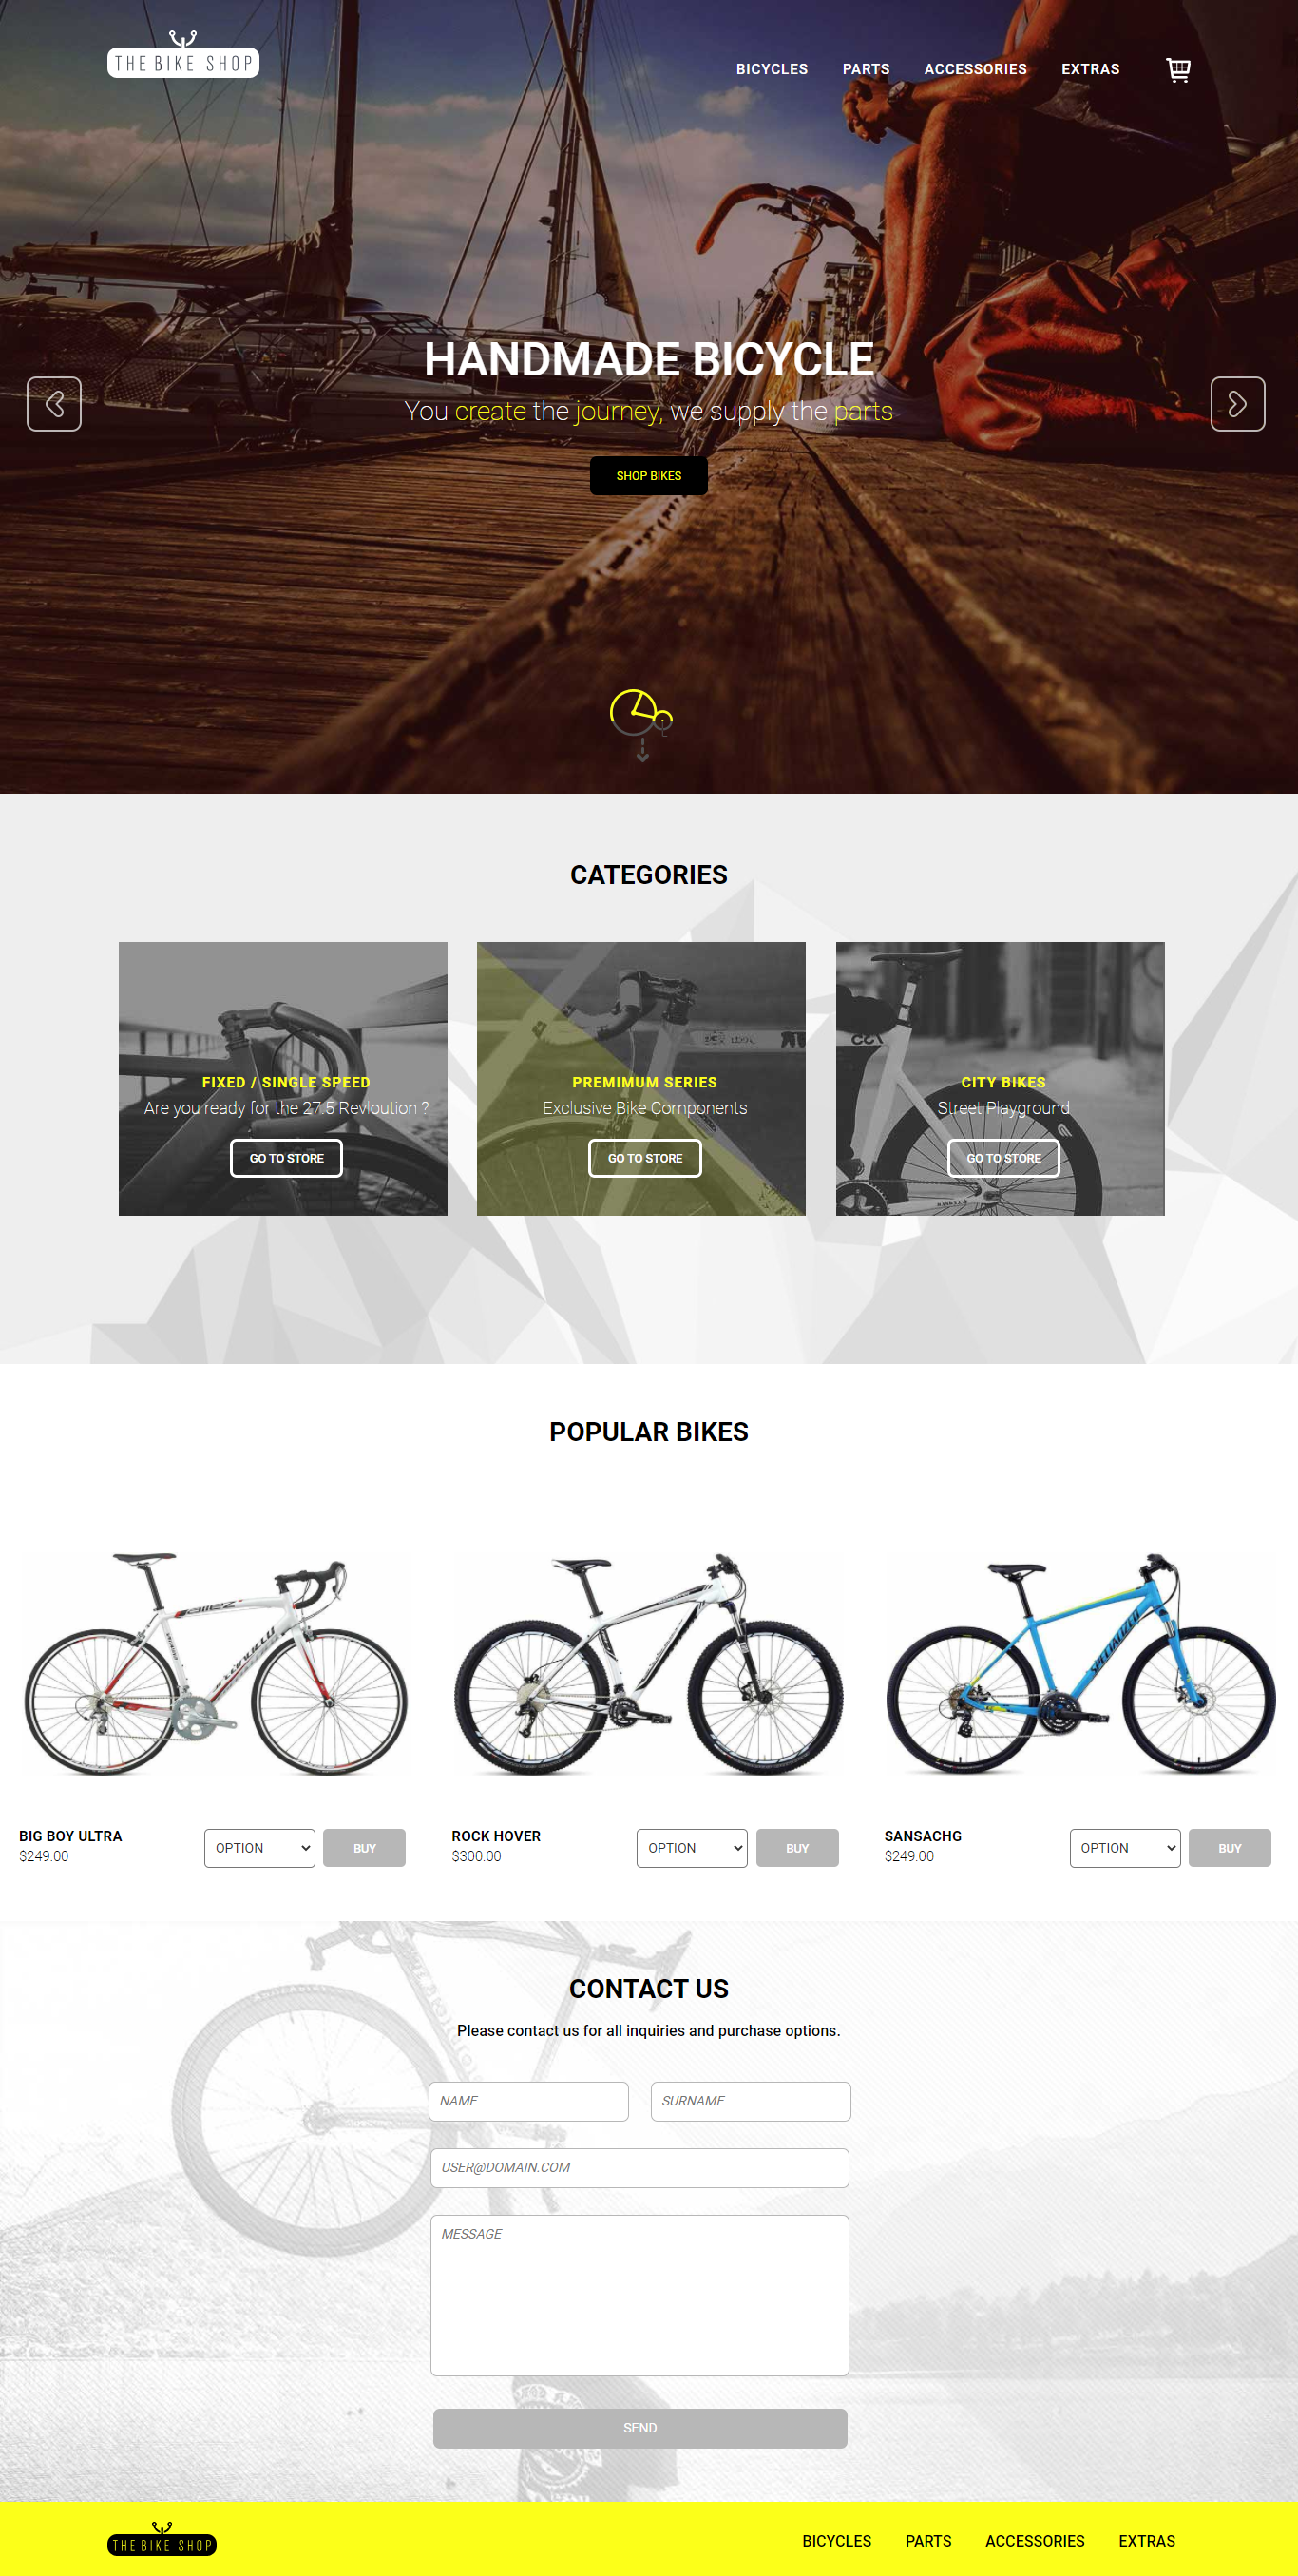 THE BIKE SHOP
BICYCLES PARTS ACCESSORIES EXTRAS
HANDMADE BICYCLE
You create the journey, we supply the parts
SHOP BIKES
CATEGORIES
FIXED / SINGLE SPEED
Are you ready for the 27.5 Revloution ?
GO TO STORE
PREMIMUM SERIES
Exclusive Bike Components
GO TO STORE
CITY BIKES
Street Playground
GO TO STORE
POPULAR BIKES
SPECIALIZED
BIG BOY ULTRA
$249.00
OPTION
BUY
ROCK HOVER
$300.00
OPTION
BUY
SANSACHG
$249.00
OPTION
BUY
CONTACT US
Please contact us for all inquiries and purchase options.
NAME
SURNAME
USER@DOMAIN.COM
MESSAGE
SEND
THE BIKE SHOP
BICYCLES PARTS ACCESSORIES EXTRAS